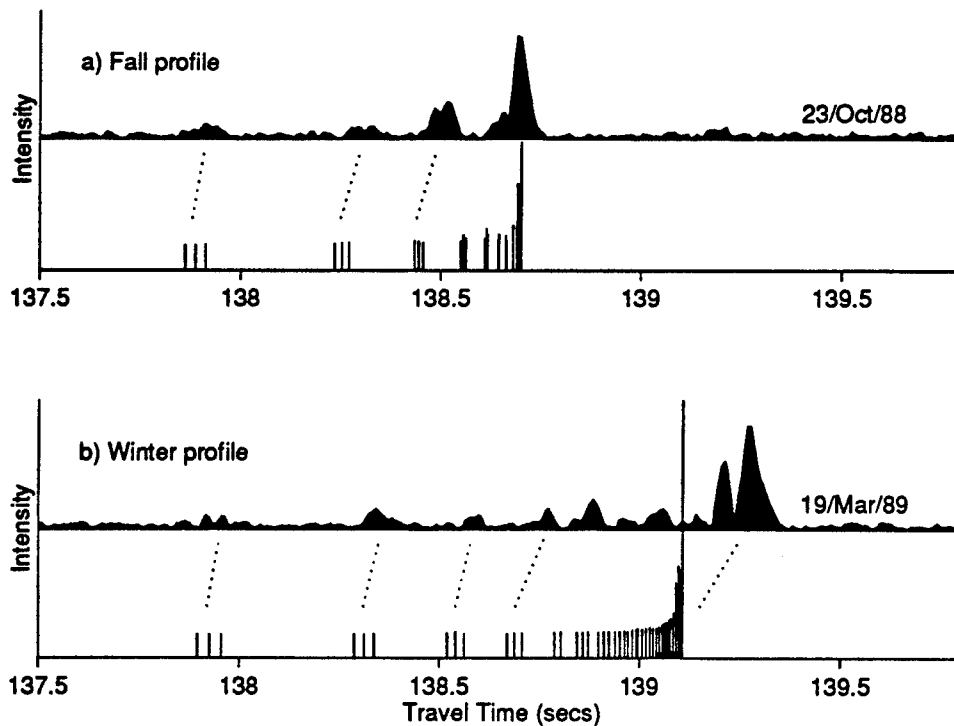 a) Fall profile
23/Oct/88
Intensity
137.5 138 138.5 139 139.5
b) Winter profile
19/Mar/89
Intensity
137.5 138 138.5 139 139.5
Travel Time (secs)